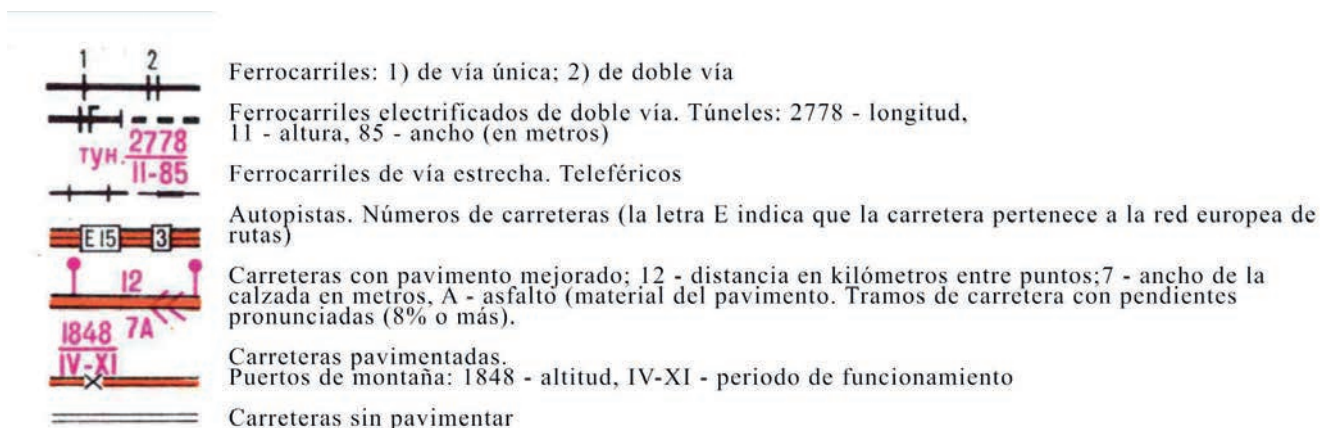 1 2
Ferrocarriles: 1) de vía única; 2) de doble vía
Ferrocarriles electrificados de doble vía. Túneles: 2778 - longitud,
11 - altura, 85 - ancho (en metros)
тун. 2778
II-85
Ferrocarriles de vía estrecha. Teleféricos
Autopistas. Números de carreteras (la letra E indica que la carretera pertenece a la red europea de
rutas)
E 15 3
Carreteras con pavimento mejorado; 12 - distancia en kilómetros entre puntos;7 - ancho de la
calzada en metros, A - asfalto (material del pavimento. Tramos de carretera con pendientes
pronunciadas (8% o más).
12
7A
1848
IV-XI
Carreteras pavimentadas.
Puertos de montaña: 1848 - altitud, IV-XI - periodo de funcionamiento
Carreteras sin pavimentar